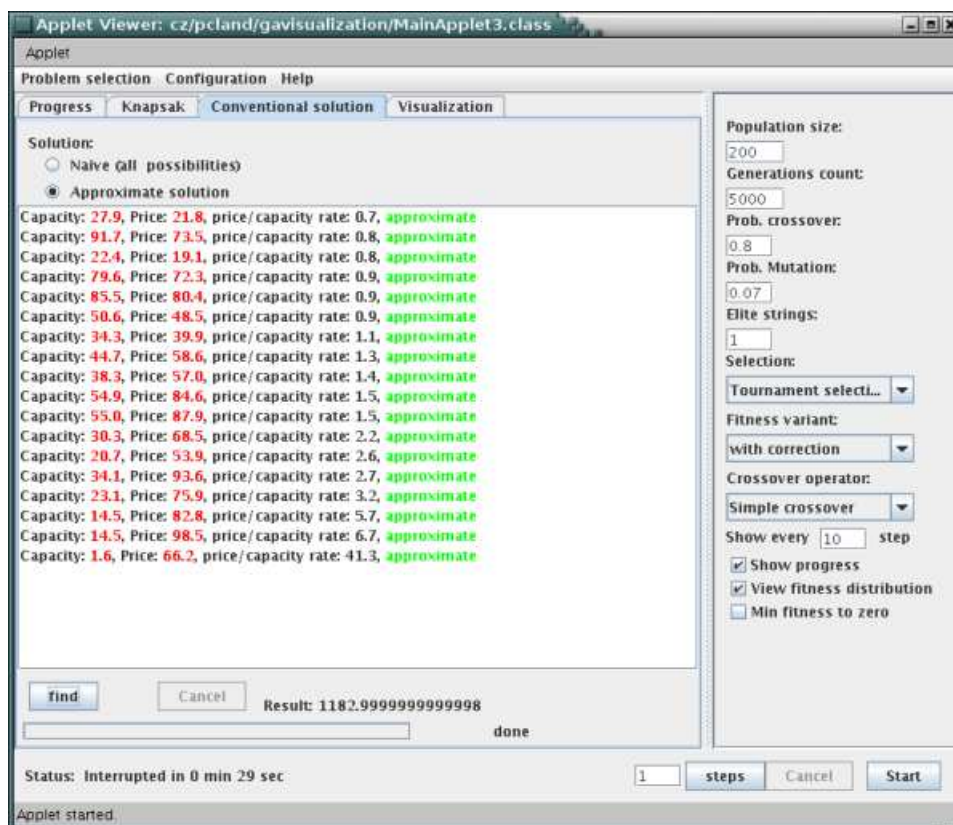 Applet Viewer: cz/pcland/gavisualization/MainApplet3.class
Applet
Problem selection Configuration Help
Progress Knapsak Conventional solution Visualization
Solution:
Naive (all possibilities)
Approximate solution
Capacity: 27.9, Price: 21.8, price/capacity rate: 0.7, approximate
Capacity: 91.7, Price: 73.5, price/capacity rate: 0.8, approximate
Capacity: 22.4, Price: 19.1, price/capacity rate: 0.8, approximate
Capacity: 79.6, Price: 72.3, price/capacity rate: 0.9, approximate
Capacity: 85.5, Price: 80.4, price/capacity rate: 0.9, approximate
Capacity: 50.6, Price: 48.5, price/capacity rate: 0.9, approximate
Capacity: 34.3, Price: 39.9, price/capacity rate: 1.1, approximate
Capacity: 44.7, Price: 58.6, price/capacity rate: 1.3, approximate
Capacity: 38.3, Price: 57.0, price/capacity rate: 1.4, approximate
Capacity: 54.9, Price: 84.6, price/capacity rate: 1.5, approximate
Capacity: 55.0, Price: 87.9, price/capacity rate: 1.5, approximate
Capacity: 30.3, Price: 68.5, price/capacity rate: 2.2, approximate
Capacity: 20.7, Price: 53.9, price/capacity rate: 2.6, approximate
Capacity: 34.1, Price: 93.6, price/capacity rate: 2.7, approximate
Capacity: 23.1, Price: 75.9, price/capacity rate: 3.2, approximate
Capacity: 14.5, Price: 82.8, price/capacity rate: 5.7, approximate
Capacity: 14.5, Price: 98.5, price/capacity rate: 6.7, approximate
Capacity: 1.6, Price: 66.2, price/capacity rate: 41.3, approximate
find Cancel Result: 1182.9999999999998
done
Population size:
200
Generations count:
5000
Prob. crossover:
0.8
Prob. Mutation:
0.07
Elite strings:
1
Selection:
Tournament selecti...
Fitness variant:
with correction
Crossover operator:
Simple crossover
Show every 10 step
Show progress
View fitness distribution
Min fitness to zero
Status: Interrupted in 0 min 29 sec
1 steps Cancel Start
Applet started.